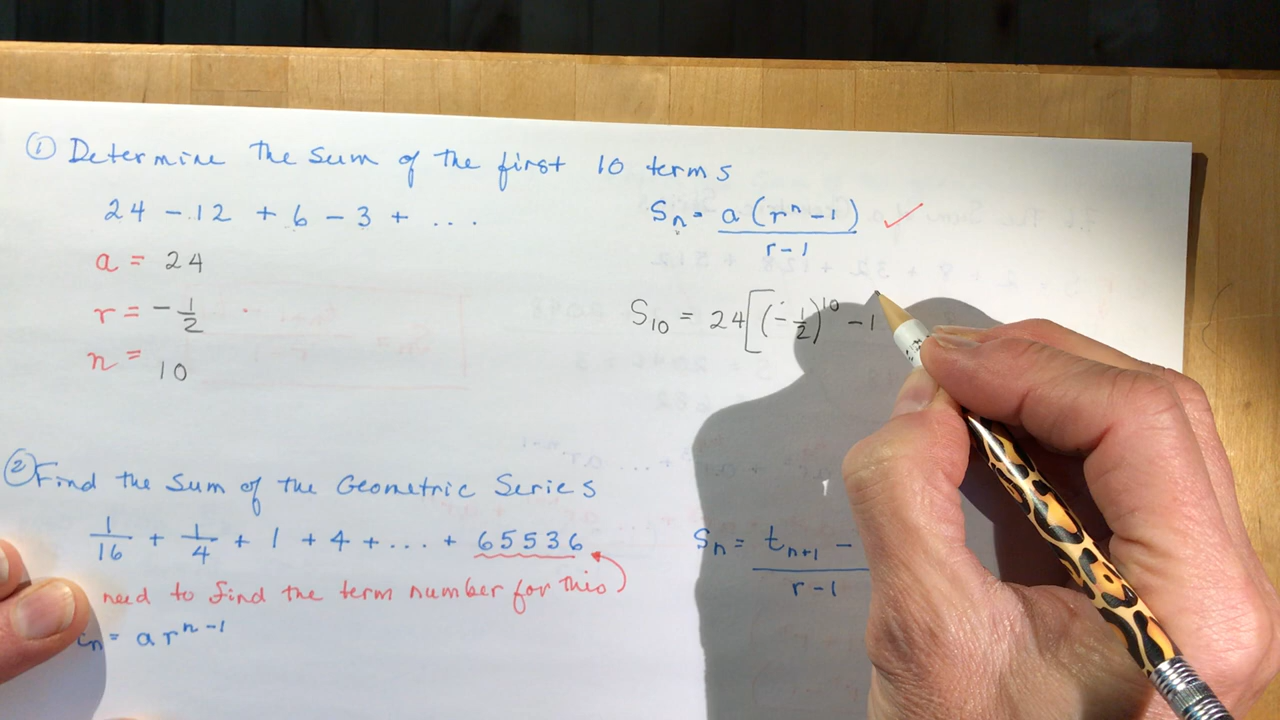 ① Determine the Sum of the first 10 terms
24 - 12 + 6 - 3 + ...
Sn = a(rⁿ - 1)
r - 1
a = 24
r = - 1/2
n = 10
S10 = 24[(- 1/2)^10 - 1
② Find the Sum of the Geometric Series
1/16 + 1/4 + 1 + 4 + ... + 65536
Sn = tn+1 -
r - 1
need to find the term number for this
n = a r^n-1